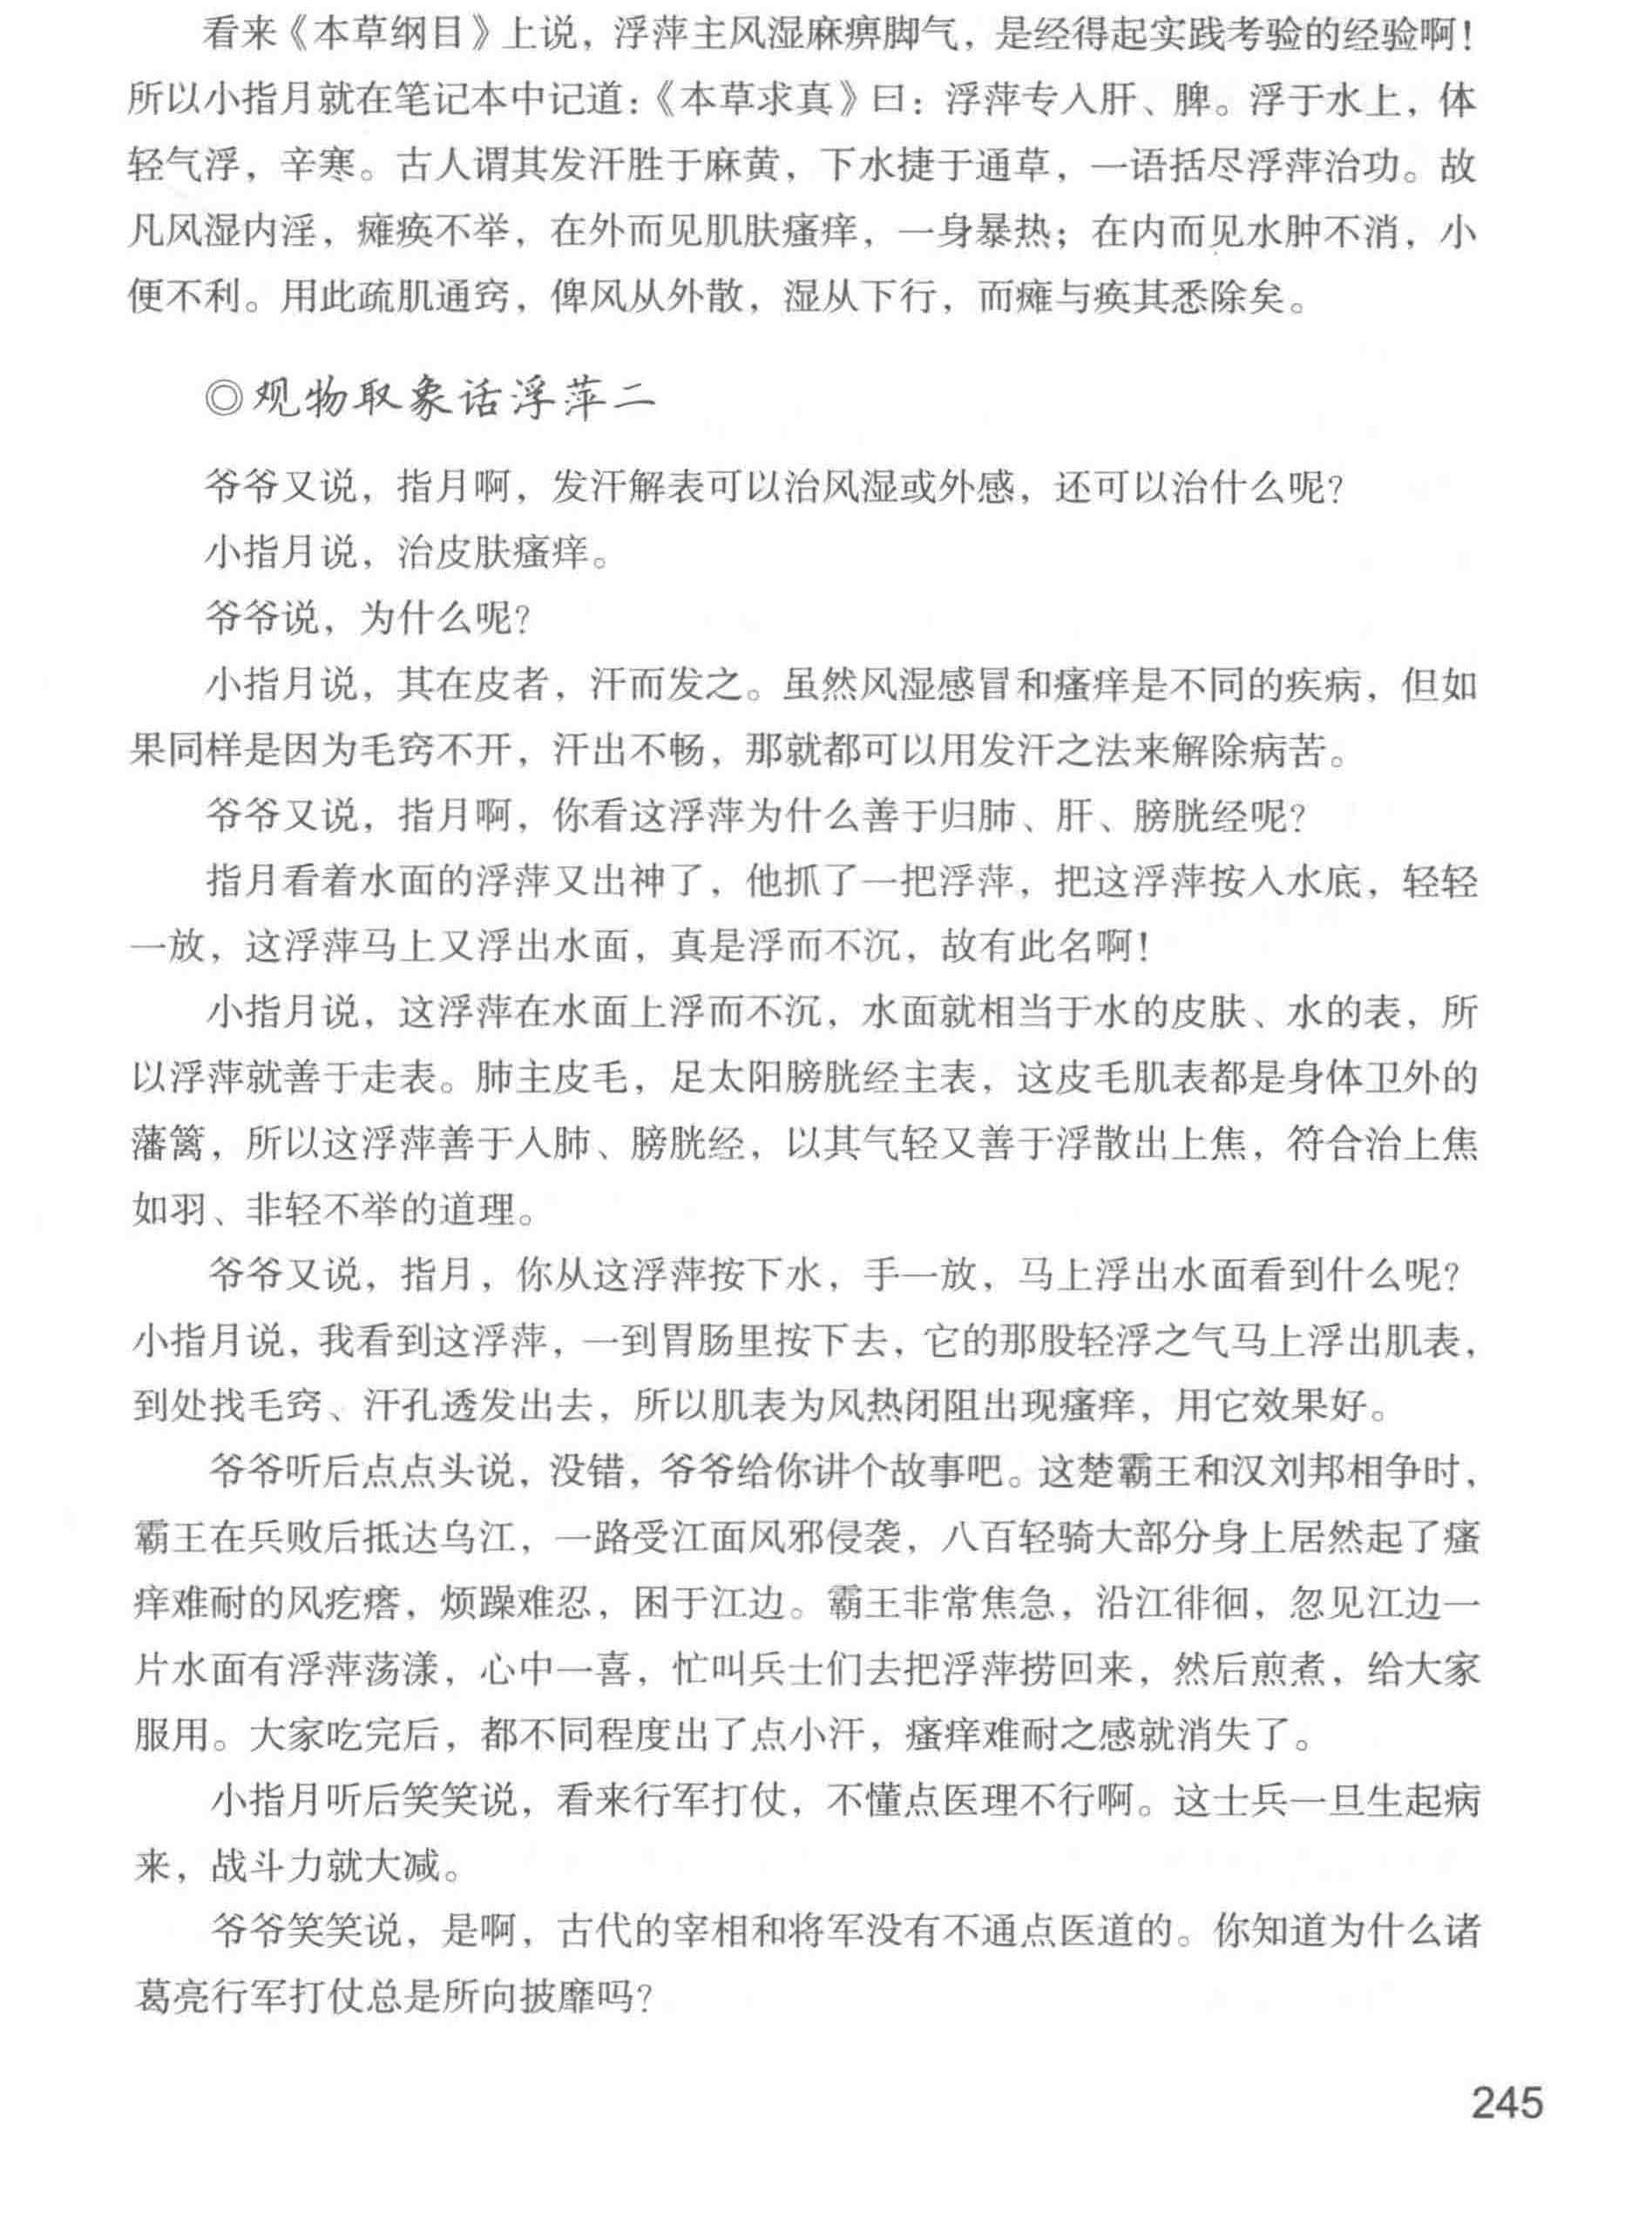 看来《本草纲目》上说，浮萍主风湿麻痹脚气，是经得起实践考验的经验啊！
所以小指月就在笔记本中记道：《本草求真》曰：浮萍专入肝、脾。浮于水上，体
轻气浮，辛寒。古人谓其发汗胜于麻黄，下水捷于通草，一语括尽浮萍治功。故
凡风湿内淫，瘫痪不举，在外而见肌肤瘙痒，一身暴热；在内而见水肿不消，小
便不利。用此疏肌通窍，俾风从外散，湿从下行，而瘫与痪其悉除矣。
◎观物取象话浮萍二
爷爷又说，指月啊，发汗解表可以治风湿或外感，还可以治什么呢？
小指月说，治皮肤瘙痒。
爷爷说，为什么呢？
小指月说，其在皮者，汗而发之。虽然风湿感冒和瘙痒是不同的疾病，但如
果同样是因为毛窍不开，汗出不畅，那就都可以用发汗之法来解除病苦。
爷爷又说，指月啊，你看这浮萍为什么善于归肺、肝、膀胱经呢？
指月看着水面的浮萍又出神了，他抓了一把浮萍，把这浮萍按入水底，轻轻
一放，这浮萍马上又浮出水面，真是浮而不沉，故有此名啊！
小指月说，这浮萍在水面上浮而不沉，水面就相当于水的皮肤、水的表，所
以浮萍就善于走表。肺主皮毛，足太阳膀胱经主表，这皮毛肌表都是身体卫外的
藩篱，所以这浮萍善于入肺、膀胱经，以其气轻又善于浮散出上焦，符合治上焦
如羽、非轻不举的道理。
爷爷又说，指月，你从这浮萍按下水，手一放，马上浮出水面看到什么呢？
小指月说，我看到这浮萍，一到胃肠里按下去，它的那股轻浮之气马上浮出肌表，
到处找毛窍、汗孔透发出去，所以肌表为风热闭阻出现瘙痒，用它效果好。
爷爷听后点点头说，没错，爷爷给你讲个故事吧。这楚霸王和汉刘邦相争时，
霸王在兵败后抵达乌江，一路受江面风邪侵袭，八百轻骑大部分身上居然起了瘙
痒难耐的风疙瘩，烦躁难忍，困于江边。霸王非常焦急，沿江徘徊，忽见江边一
片水面有浮萍荡漾，心中一喜，忙叫兵士们去把浮萍捞回来，然后煎煮，给大家
服用。大家吃完后，都不同程度出了点小汗，瘙痒难耐之感就消失了。
小指月听后笑笑说，看来行军打仗，不懂点医理不行啊。这士兵一旦生起病
来，战斗力就大减。
爷爷笑笑说，是啊，古代的宰相和将军没有不通点医道的。你知道为什么诸
葛亮行军打仗总是所向披靡吗？
245